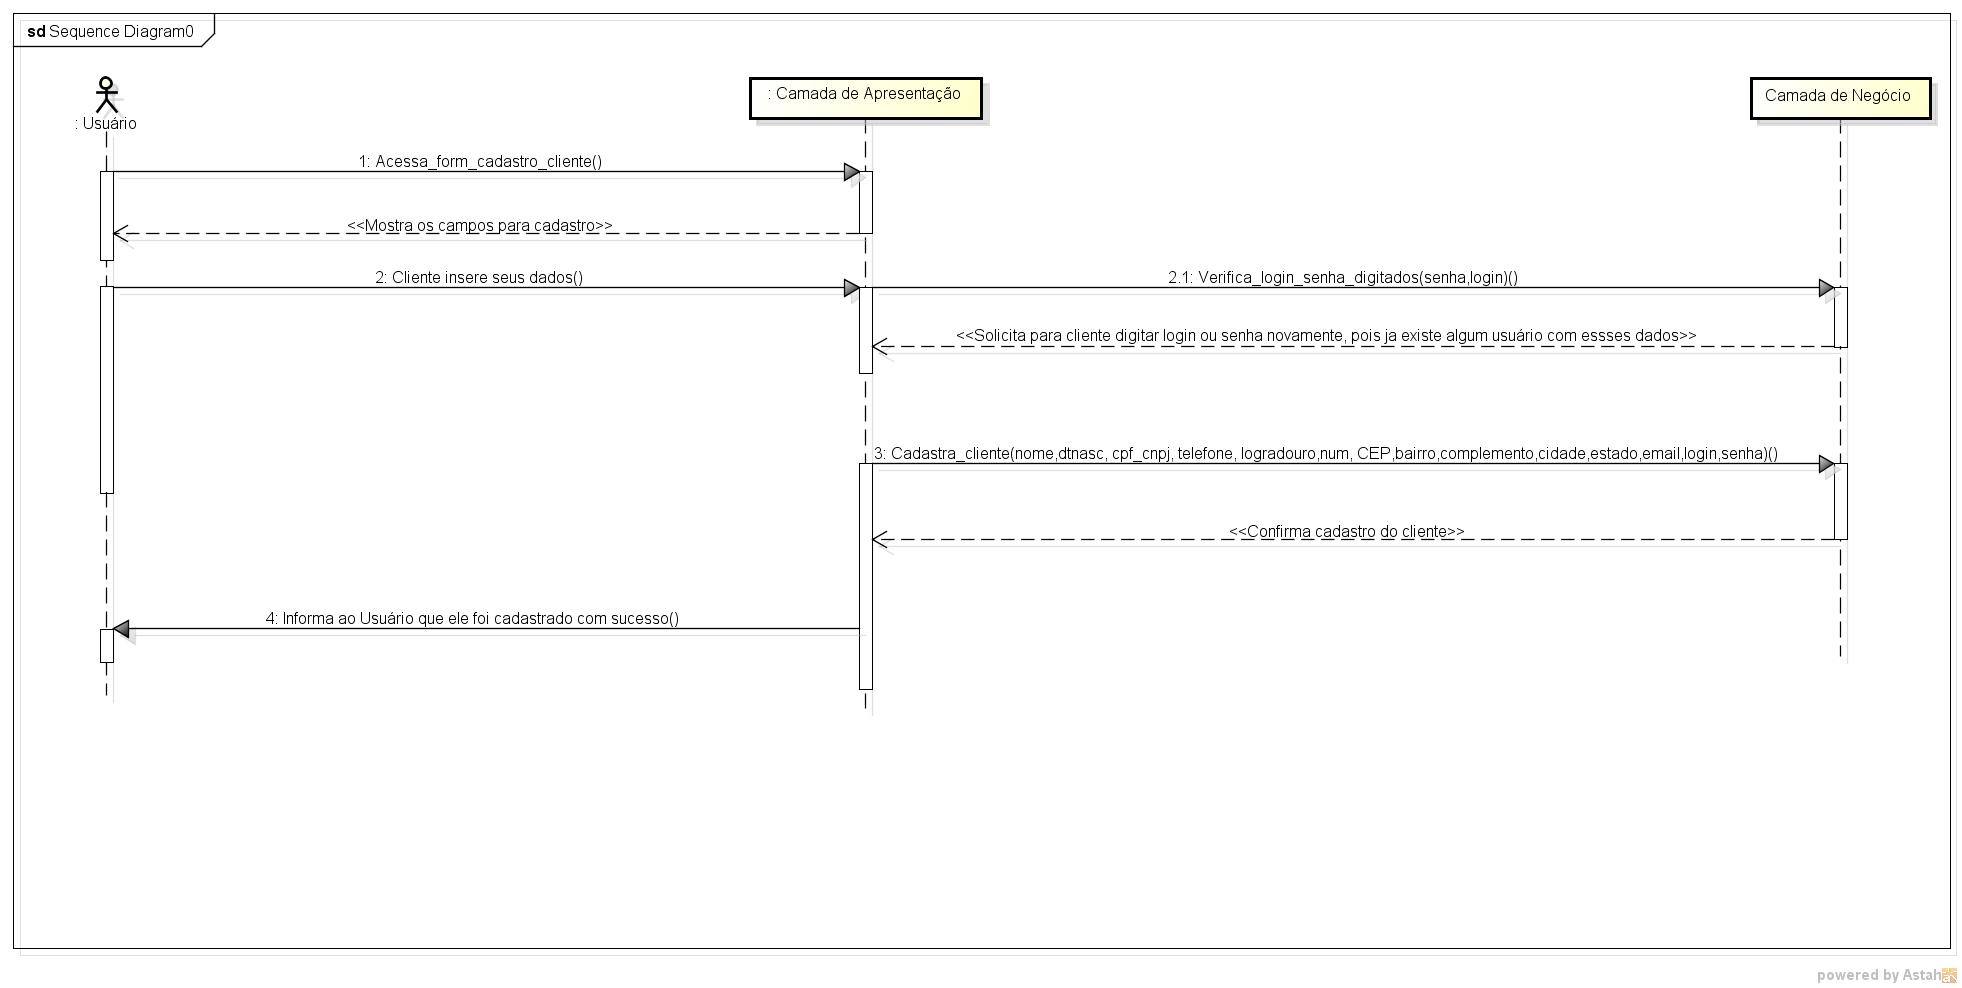 sd Sequence Diagram0
: Usuário
: Camada de Apresentação
Camada de Negócio
1: Acessa_form_cadastro_cliente()
<<Mostra os campos para cadastro>>
2: Cliente insere seus dados()
2.1: Verifica_login_senha_digitados(senha,login)()
<<Solicita para cliente digitar login ou senha novamente, pois ja existe algum usuário com essses dados>>
3: Cadastra_cliente(nome,dtnasc, cpf_cnpj, telefone, logradouro,num, CEP,bairro,complemento,cidade,estado,email,login,senha)()
<<Confirma cadastro do cliente>>
4: Informa ao Usuário que ele foi cadastrado com sucesso()
powered by Astah